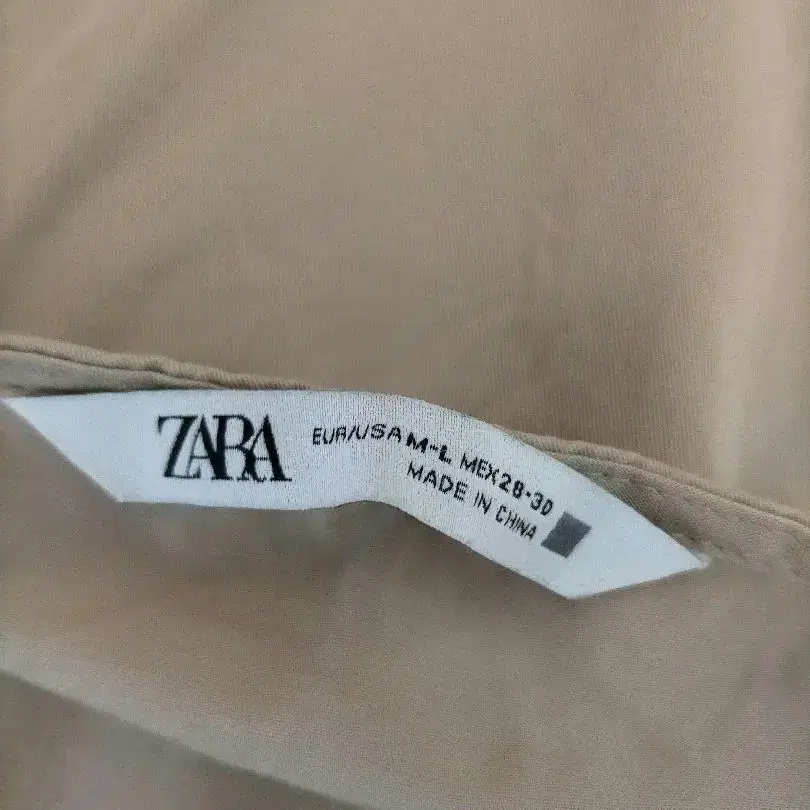 ZARA
EUR/USA M-L MEX 28-30
MADE IN CHINA